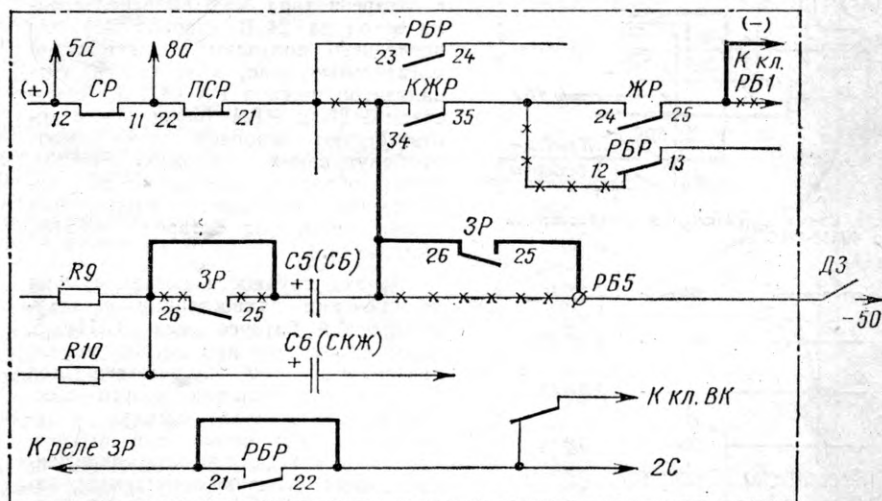 5а 8а РБР (–)
23 24 К кл.
(+) СР ПСР КЖР ЖР РБ1
12 11 22 21 34 35 24 25
РБР
12 13
ЗР
R9 ЗР С5(СБ) 26 25 РБ5 ДЗ
+
26 25 -50
R10 С6(СКЖ)
+
К кл. ВК
К реле ЗР РБР 2С
21 22